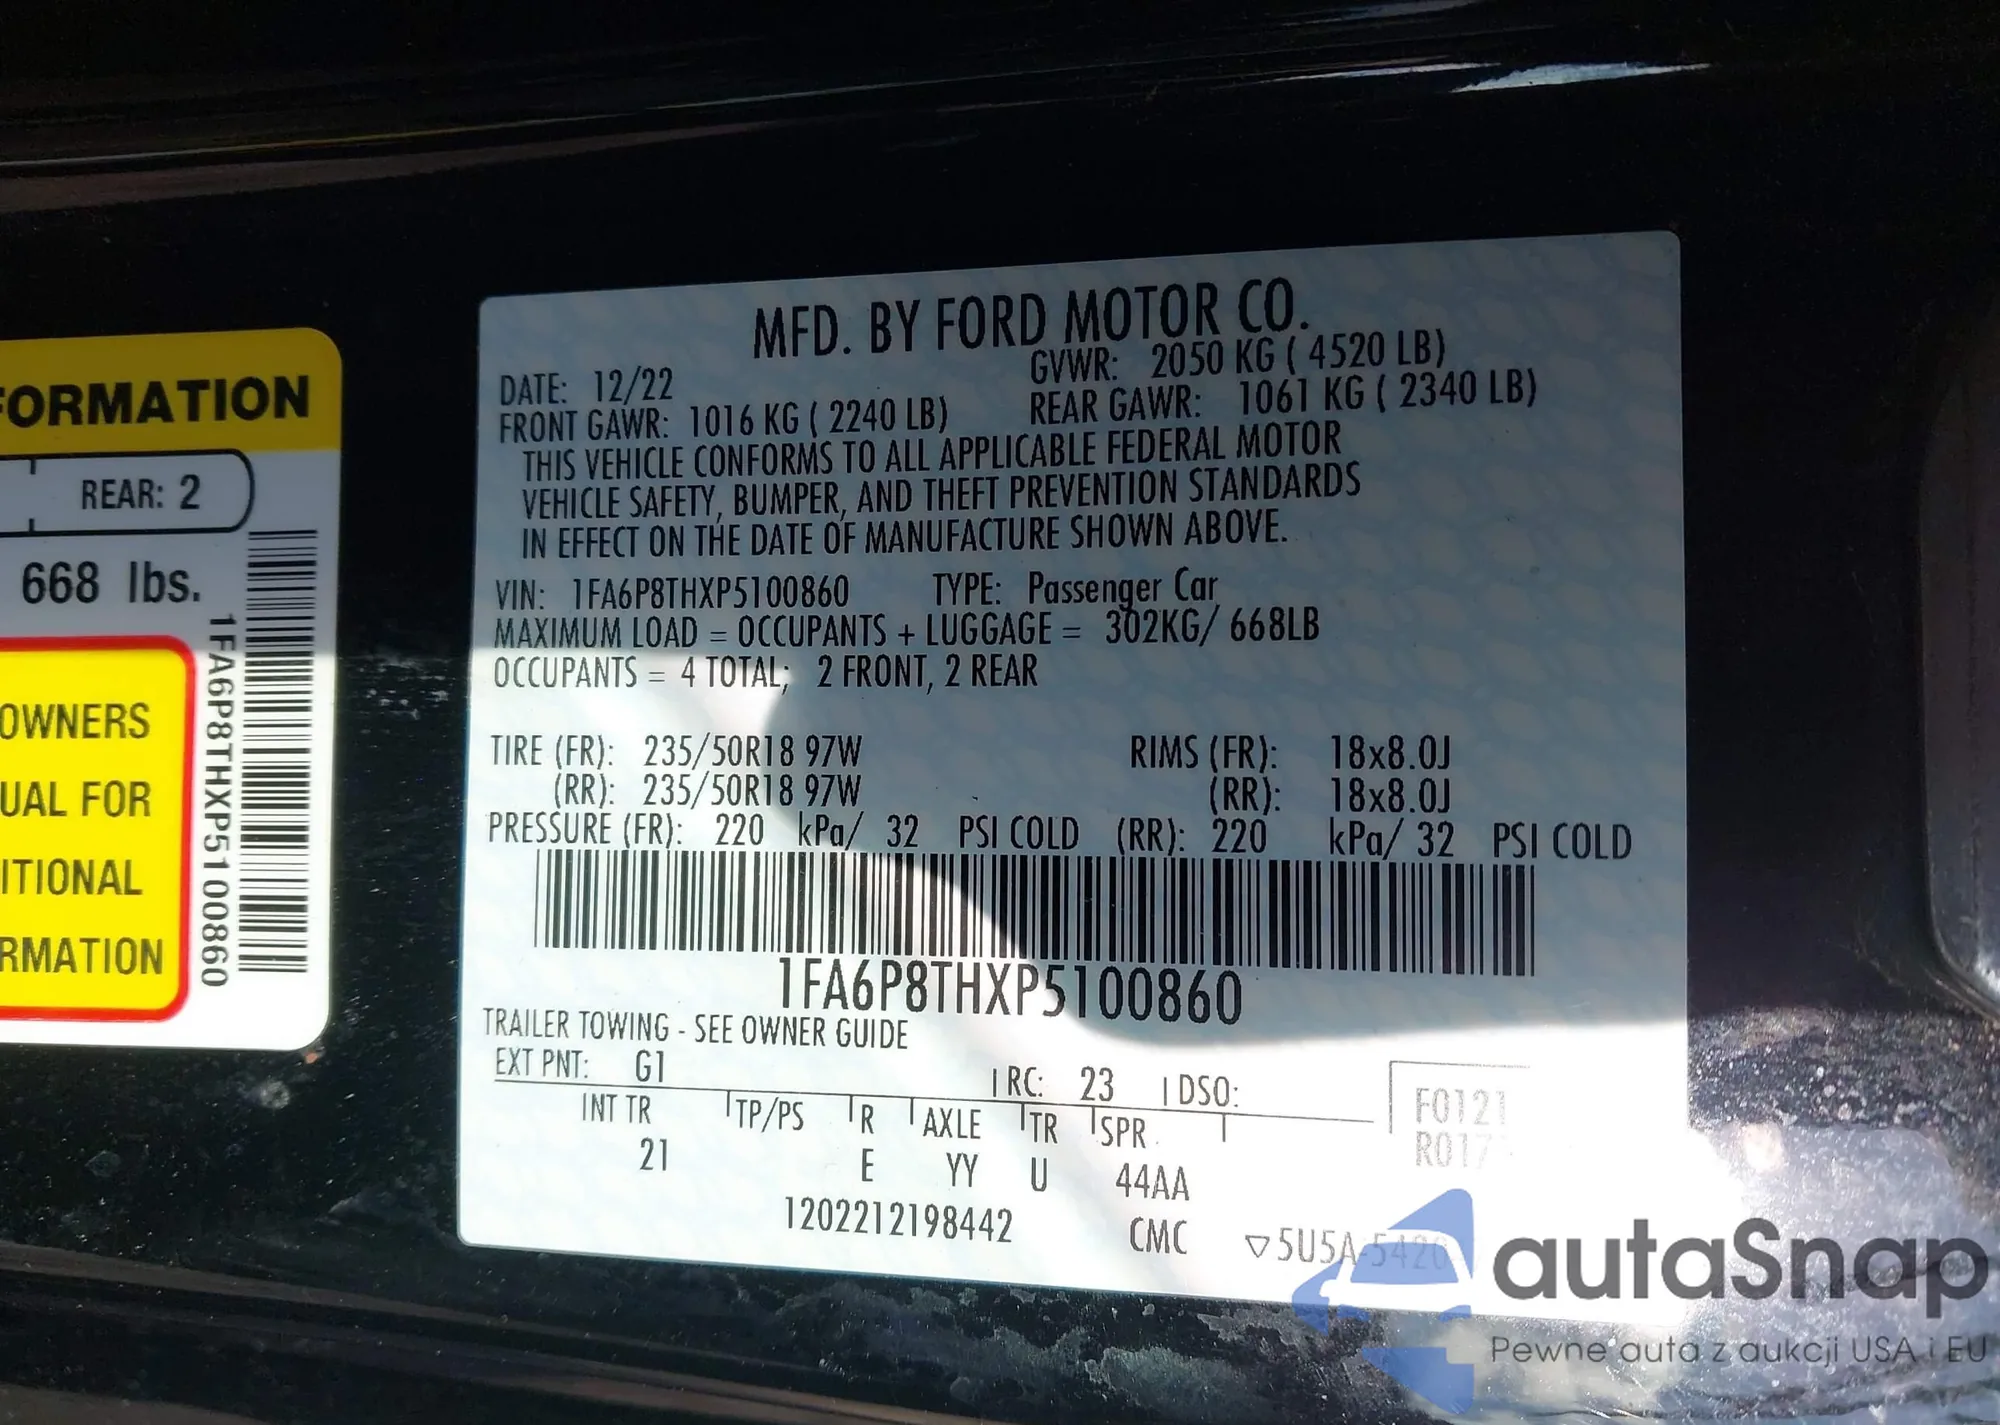 FORMATION
REAR: 2
668 lbs.
1FA6P8THXP5100860
OWNERS
UAL FOR
ITIONAL
RMATION
MFD. BY FORD MOTOR CO.
DATE: 12/22 GVWR: 2050 KG ( 4520 LB)
FRONT GAWR: 1016 KG ( 2240 LB) REAR GAWR: 1061 KG ( 2340 LB)
THIS VEHICLE CONFORMS TO ALL APPLICABLE FEDERAL MOTOR
VEHICLE SAFETY, BUMPER, AND THEFT PREVENTION STANDARDS
IN EFFECT ON THE DATE OF MANUFACTURE SHOWN ABOVE.
VIN: 1FA6P8THXP5100860 TYPE: Passenger Car
MAXIMUM LOAD = OCCUPANTS + LUGGAGE = 302KG/ 668LB
OCCUPANTS = 4 TOTAL; 2 FRONT, 2 REAR
TIRE (FR): 235/50R18 97W RIMS (FR): 18x8.0J
(RR): 235/50R18 97W (RR): 18x8.0J
PRESSURE (FR): 220 kPa/ 32 PSI COLD (RR): 220 kPa/ 32 PSI COLD
1FA6P8THXP5100860
TRAILER TOWING - SEE OWNER GUIDE
EXT PNT: G1 RC: 23 DSO:
F0121
INT TR TP/PS R AXLE TR SPR
21 E YY U 44AA
1202212198442 CMC ▽5U5A-5420
autaSnap
Pewne auta z aukcji USA i EU